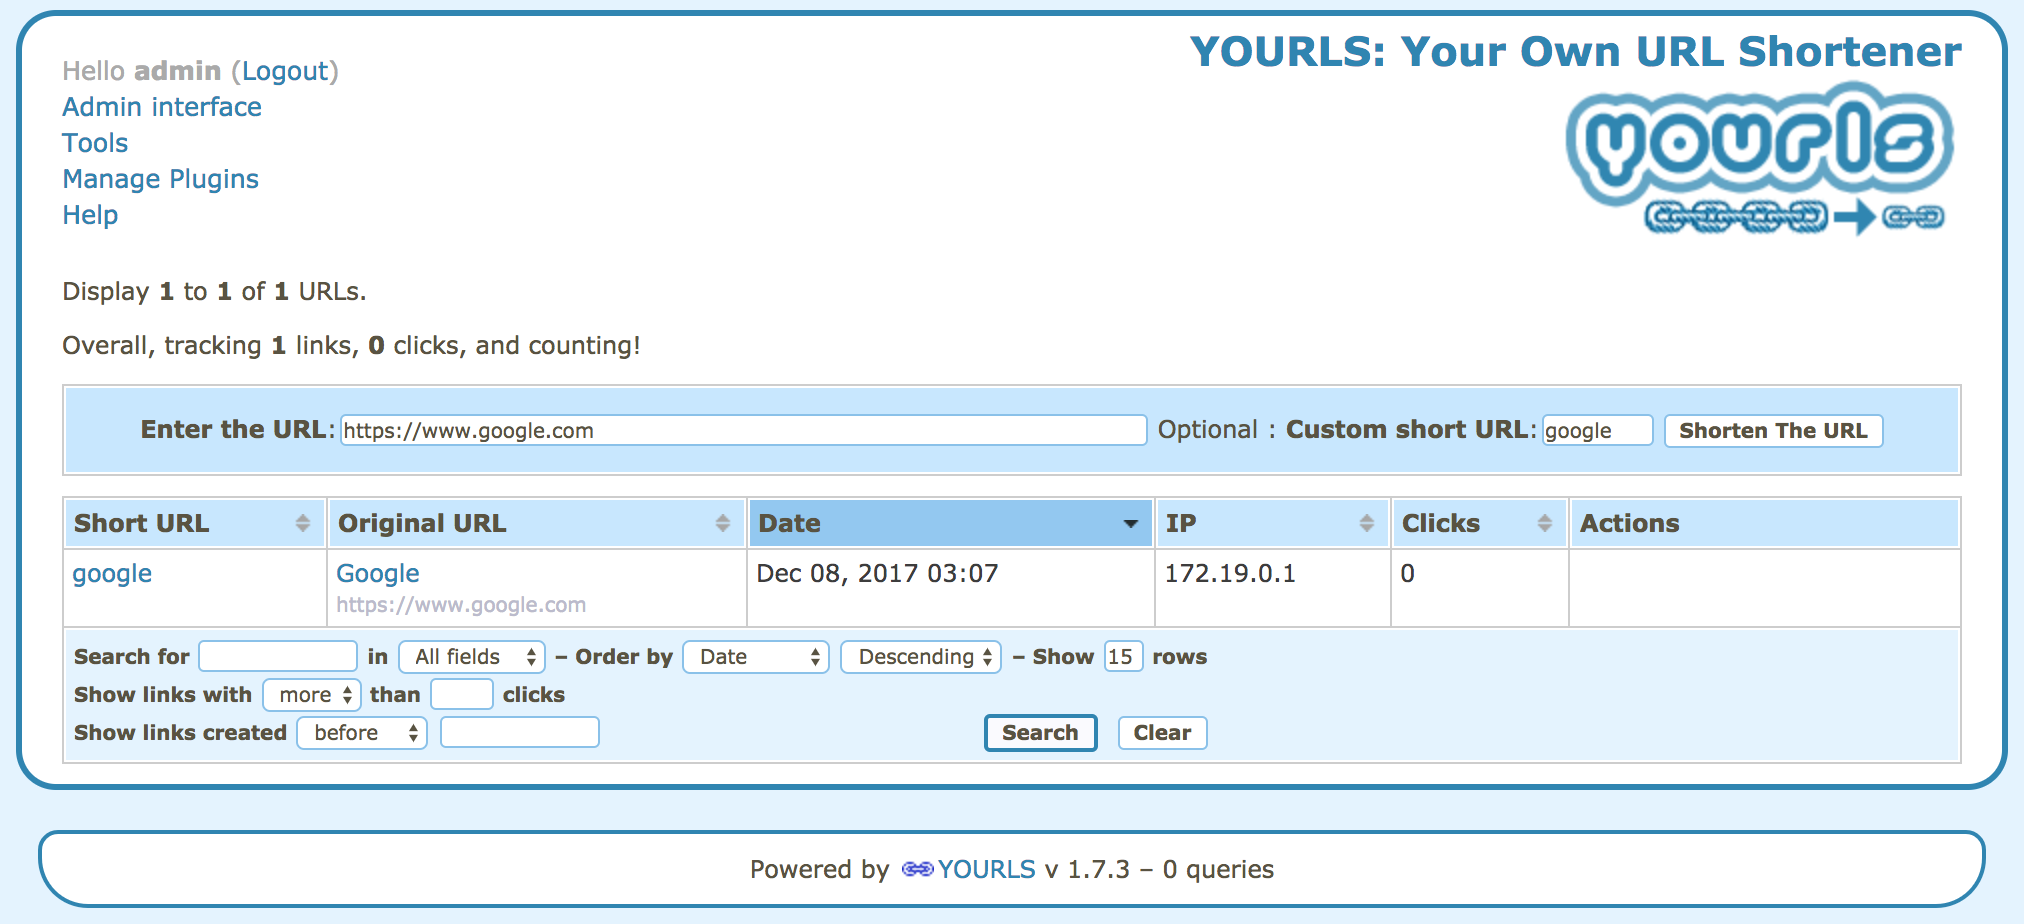 YOURLS: Your Own URL Shortener
yourls
Hello admin (Logout)
Admin interface
Tools
Manage Plugins
Help
Display 1 to 1 of 1 URLs.
Overall, tracking 1 links, 0 clicks, and counting!
Enter the URL: https://www.google.com Optional : Custom short URL: google Shorten The URL
Short URL Original URL Date IP Clicks Actions
google Google Dec 08, 2017 03:07 172.19.0.1 0
https://www.google.com
Search for in All fields – Order by Date Descending – Show 15 rows
Show links with more than clicks
Show links created before Search Clear
Powered by YOURLS v 1.7.3 – 0 queries